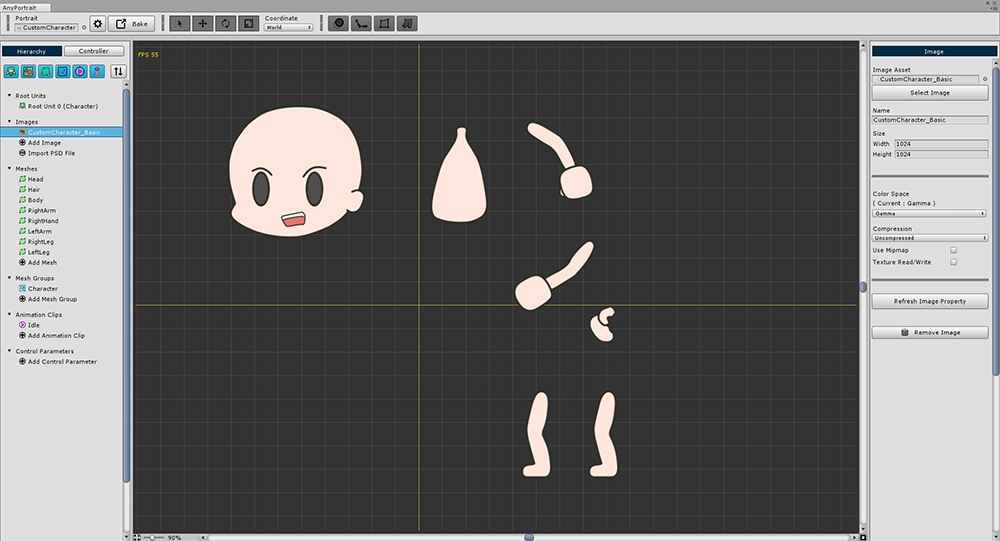 AnyPortrait
Portrait
CustomCharacter
Bake
Coordinate
World
Hierarchy
Controller
Root Units
Root Unit 0 (Character)
Images
CustomCharacter_Basic
Add Image
Import PSD File
Meshes
Head
Hair
Body
RightArm
RightHand
LeftArm
RightLeg
LeftLeg
Add Mesh
Mesh Groups
Character
Add Mesh Group
Animation Clips
Idle
Add Animation Clip
Control Parameters
Add Control Parameter
FPS 55
90%
Image
Image Asset
CustomCharacter_Basic
Select Image
Name
CustomCharacter_Basic
Size
Width 1024
Height 1024
Color Space
( Current : Gamma )
Gamma
Compression
Uncompressed
Use Mipmap
Texture Read/Write
Refresh Image Property
Remove Image